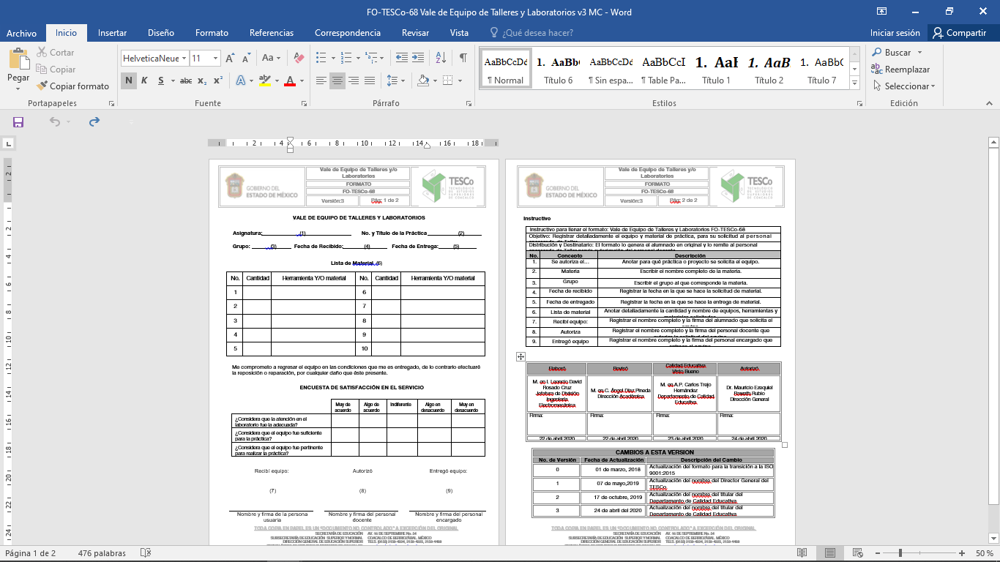 FO-TESCo-68 Vale de Equipo de Talleres y Laboratorios v3 MC - Word
Archivo Inicio Insertar Diseño Formato Referencias Correspondencia Revisar Vista ¿Qué desea hacer? Iniciar sesión Compartir
Pegar
Cortar
Copiar
Copiar formato
Portapapeles
HelveticaNeue 11
N K S abc x₂ x²
Fuente
Párrafo
AaBbCcDd 1. AaBb AaBbCcDd AaBbCcI 1. AaI 1. AaB 1. AaBbC
¶ Normal Título 6 ¶ Sin espa... ¶ Table Pa... Título 1 Título 2 Título 7
Estilos
Buscar
Reemplazar
Seleccionar
Edición
2 4 6 8 10 12 14 16 18
GOBIERNO DEL
ESTADO DE MÉXICO
Vale de Equipo de Talleres y/o
Laboratorios
FORMATO
FO-TESCo-68
Versión:3 Pág: 1 de 2
TESCo
TECNOLÓGICO
DE ESTUDIOS
SUPERIORES
DE COACALCO
VALE DE EQUIPO DE TALLERES Y LABORATORIOS
Asignatura: (1) No. y Título de la Práctica (2)
Grupo: (3) Fecha de Recibido: (4) Fecha de Entrega: (5)
Lista de Material (6)
No. Cantidad Herramienta Y/O material No. Cantidad Herramienta Y/O material
1 6
2 7
3 8
4 9
5 10
Me comprometo a regresar el equipo en las condiciones que me es entregado, de lo contrario efectuaré
la reposición o reparación, por cualquier daño que éste presente.
ENCUESTA DE SATISFACCIÓN EN EL SERVICIO
Muy de acuerdo Algo de acuerdo Indiferente Algo en desacuerdo Muy en desacuerdo
¿Considera que la atención en el
laboratorio fue la adecuada?
¿Considera que el equipo fue suficiente
para la práctica?
¿Considera que el equipo fue pertinente
para realizar la práctica?
Recibí equipo: Autorizó Entregó equipo:
(7) (8) (9)
Nombre y firma de la persona usuaria
Nombre y firma del personal docente
Nombre y firma del personal encargado
TODA COPIA EN PAPEL ES UN "DOCUMENTO NO CONTROLADO" A EXCEPCIÓN DEL ORIGINAL
SECRETARÍA DE EDUCACIÓN AV. 16 DE SEPTIEMBRE No. 54
SUBSECRETARÍA DE EDUCACIÓN SUPERIOR Y NORMAL COACALCO DE BERRIOZÁBAL, MÉXICO
DIRECCIÓN GENERAL DE EDUCACIÓN SUPERIOR
GOBIERNO DEL
ESTADO DE MÉXICO
Vale de Equipo de Talleres y/o
Laboratorios
FORMATO
FO-TESCo-68
Versión:3 Pág: 2 de 2
TESCo
TECNOLÓGICO
DE ESTUDIOS
SUPERIORES
DE COACALCO
Instructivo
Instructivo para llenar el formato: Vale de Equipo de Talleres y Laboratorios FO-TESCo-68
Objetivo: Registrar detalladamente el equipo y material de práctica, para su solicitud al personal
Distribución y Destinatario: El formato lo genera el alumnado en original y lo remite al personal
No. Concepto Descripción
1. Se autoriza el... Anotar para qué práctica o proyecto se solicita el equipo.
2. Materia Escribir el nombre completo de la materia.
3. Grupo Escribir el grupo al que corresponde la materia.
4. Fecha de recibido Registrar la fecha en la que se hace la solicitud de material.
5. Fecha de entregado Registrar la fecha en la que se hace la entrega de material.
6. Lista de material Anotar detalladamente la cantidad y nombre de equipos, herramientas y
7. Recibí equipo: Registrar el nombre completo y la firma del alumnado que solicita el
8. Autoriza Registrar el nombre completo y la firma del personal docente que
9. Entregó equipo Registrar el nombre completo y la firma del personal encargado que
Elaboró Revisó Calidad Educativa Visto Bueno Autorizó
M. en I. Leoncio David Rosado Cruz
Jefatura de División Ingeniería Electromecánica
M. en C. Ángel Díaz Pineda
Dirección Académica
M. en A.P. Carlos Trejo Hernández
Departamento de Calidad Educativa
Dr. Mauricio Ezequiel
Rubio
Dirección General
Firma: Firma: Firma: Firma:
22 de abril 2020 22 de abril 2020 23 de abril 2020 24 de abril 2020
CAMBIOS A ESTA VERSION
No. de Versión Fecha de Actualización Descripción del Cambio
0 01 de marzo, 2018 Actualización del formato para la transición a la ISO 9001:2015
1 07 de mayo,2019 Actualización del nombre del Director General del TESCo
2 17 de octubre, 2019 Actualización del nombre del titular del Departamento de Calidad Educativa
3 24 de abril del 2020 Actualización del nombre del titular del Departamento de Calidad Educativa
TODA COPIA EN PAPEL ES UN "DOCUMENTO NO CONTROLADO" A EXCEPCIÓN DEL ORIGINAL
SECRETARÍA DE EDUCACIÓN AV. 16 DE SEPTIEMBRE No. 54
SUBSECRETARÍA DE EDUCACIÓN SUPERIOR Y NORMAL COACALCO DE BERRIOZÁBAL, MÉXICO
DIRECCIÓN GENERAL DE EDUCACIÓN SUPERIOR
Página 1 de 2 476 palabras 50 %